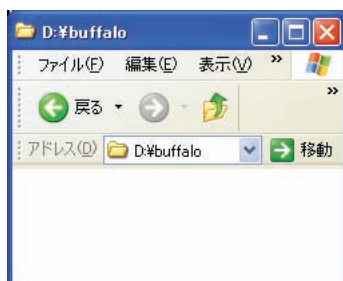 D:¥buffalo
ファイル(F) 編集(E) 表示(V) »
戻る »
アドレス(D) D:¥buffalo 移動